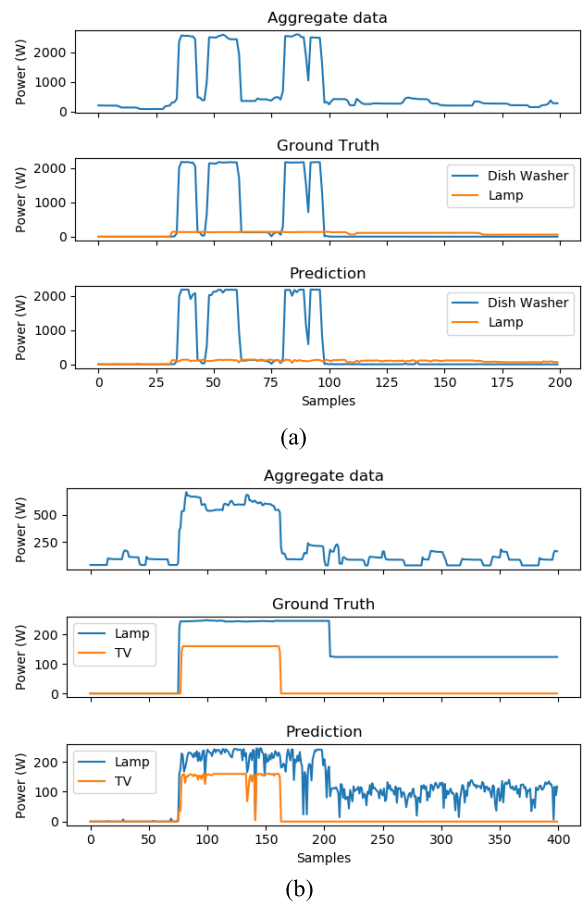 Aggregate data
Power (W)
2000
1000
0
Ground Truth
Power (W)
2000
1000
0
Dish Washer
Lamp
Prediction
Power (W)
2000
1000
0
Dish Washer
Lamp
0 25 50 75 100 125 150 175 200
Samples
(a)
Aggregate data
Power (W)
500
250
Ground Truth
Power (W)
200
100
0
Lamp
TV
Prediction
Power (W)
200
100
0
Lamp
TV
0 50 100 150 200 250 300 350 400
Samples
(b)